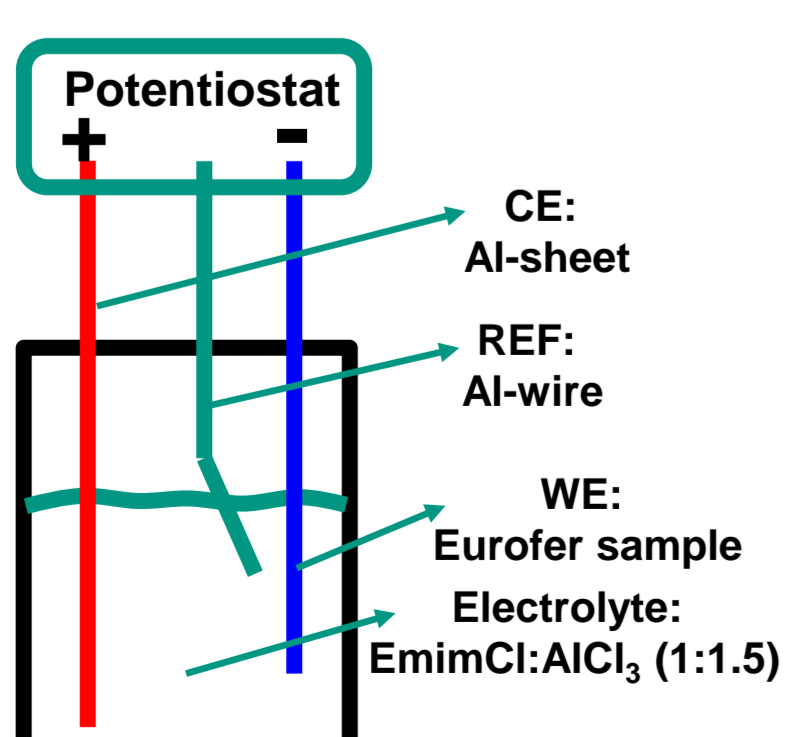 Potentiostat
+ -
CE:
Al-sheet
REF:
Al-wire
WE:
Eurofer sample
Electrolyte:
EmimCl:AlCl₃ (1:1.5)